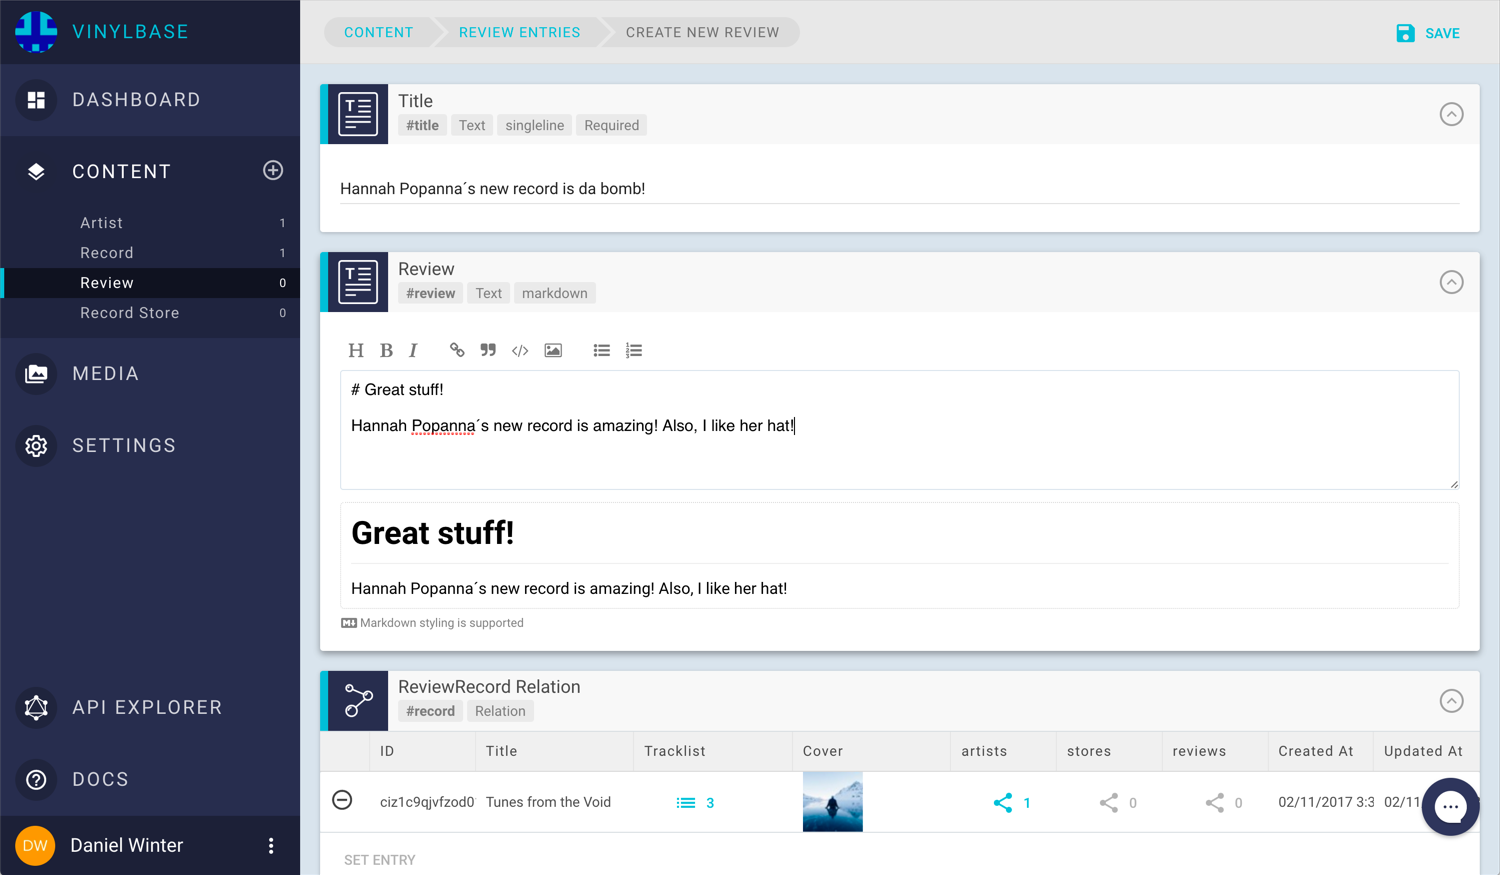 VINYLBASE
DASHBOARD
CONTENT
Artist 1
Record 1
Review 0
Record Store 0
MEDIA
SETTINGS
API EXPLORER
DOCS
DW Daniel Winter
CONTENT REVIEW ENTRIES CREATE NEW REVIEW SAVE
Title
#title Text singleline Required
Hannah Popanna´s new record is da bomb!
Review
#review Text markdown
H B I
# Great stuff!
Hannah Popanna´s new record is amazing! Also, I like her hat!
Great stuff!
Hannah Popanna´s new record is amazing! Also, I like her hat!
Markdown styling is supported
ReviewRecord Relation
#record Relation
ID Title Tracklist Cover artists stores reviews Created At Updated At
ciz1c9qjvfzod0 Tunes from the Void 3 1 0 0 02/11/2017 3:3 02/11
SET ENTRY